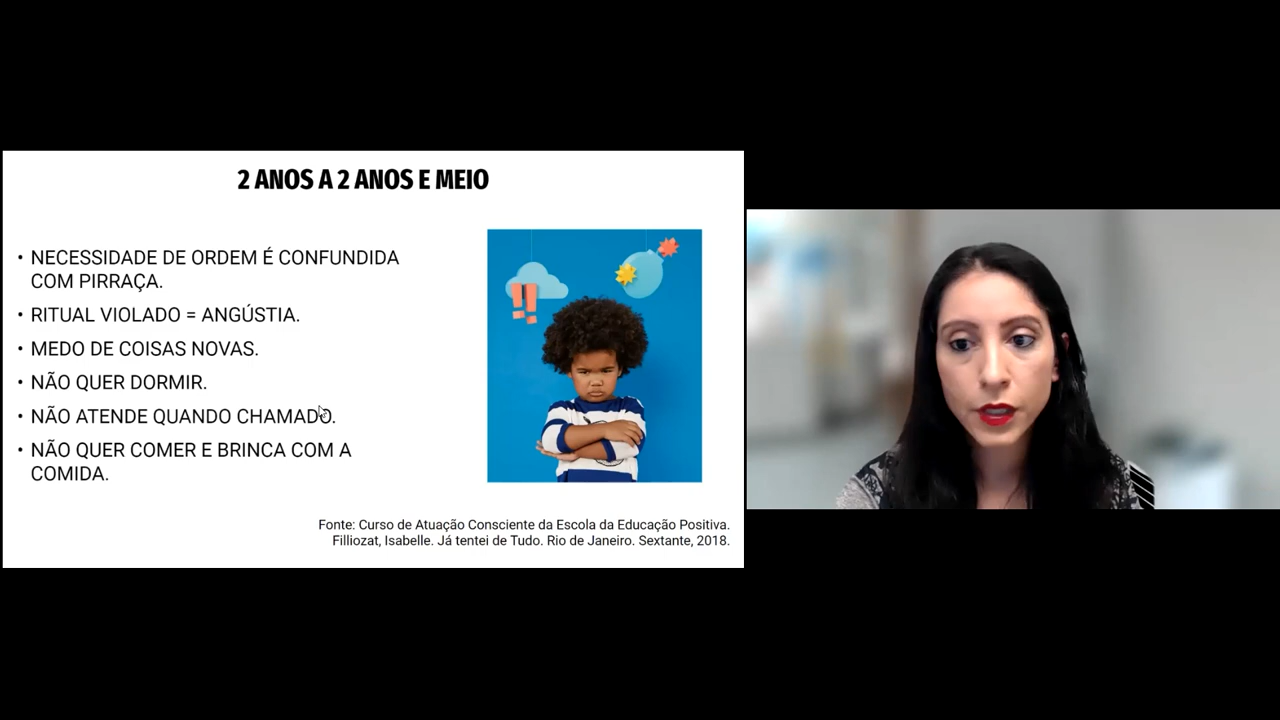 2 ANOS A 2 ANOS E MEIO
• NECESSIDADE DE ORDEM É CONFUNDIDA
COM PIRRAÇA.
• RITUAL VIOLADO = ANGÚSTIA.
• MEDO DE COISAS NOVAS.
• NÃO QUER DORMIR.
• NÃO ATENDE QUANDO CHAMADO.
• NÃO QUER COMER E BRINCA COM A
COMIDA.
!!
Fonte: Curso de Atuação Consciente da Escola da Educação Positiva.
Filliozat, Isabelle. Já tentei de Tudo. Rio de Janeiro. Sextante, 2018.